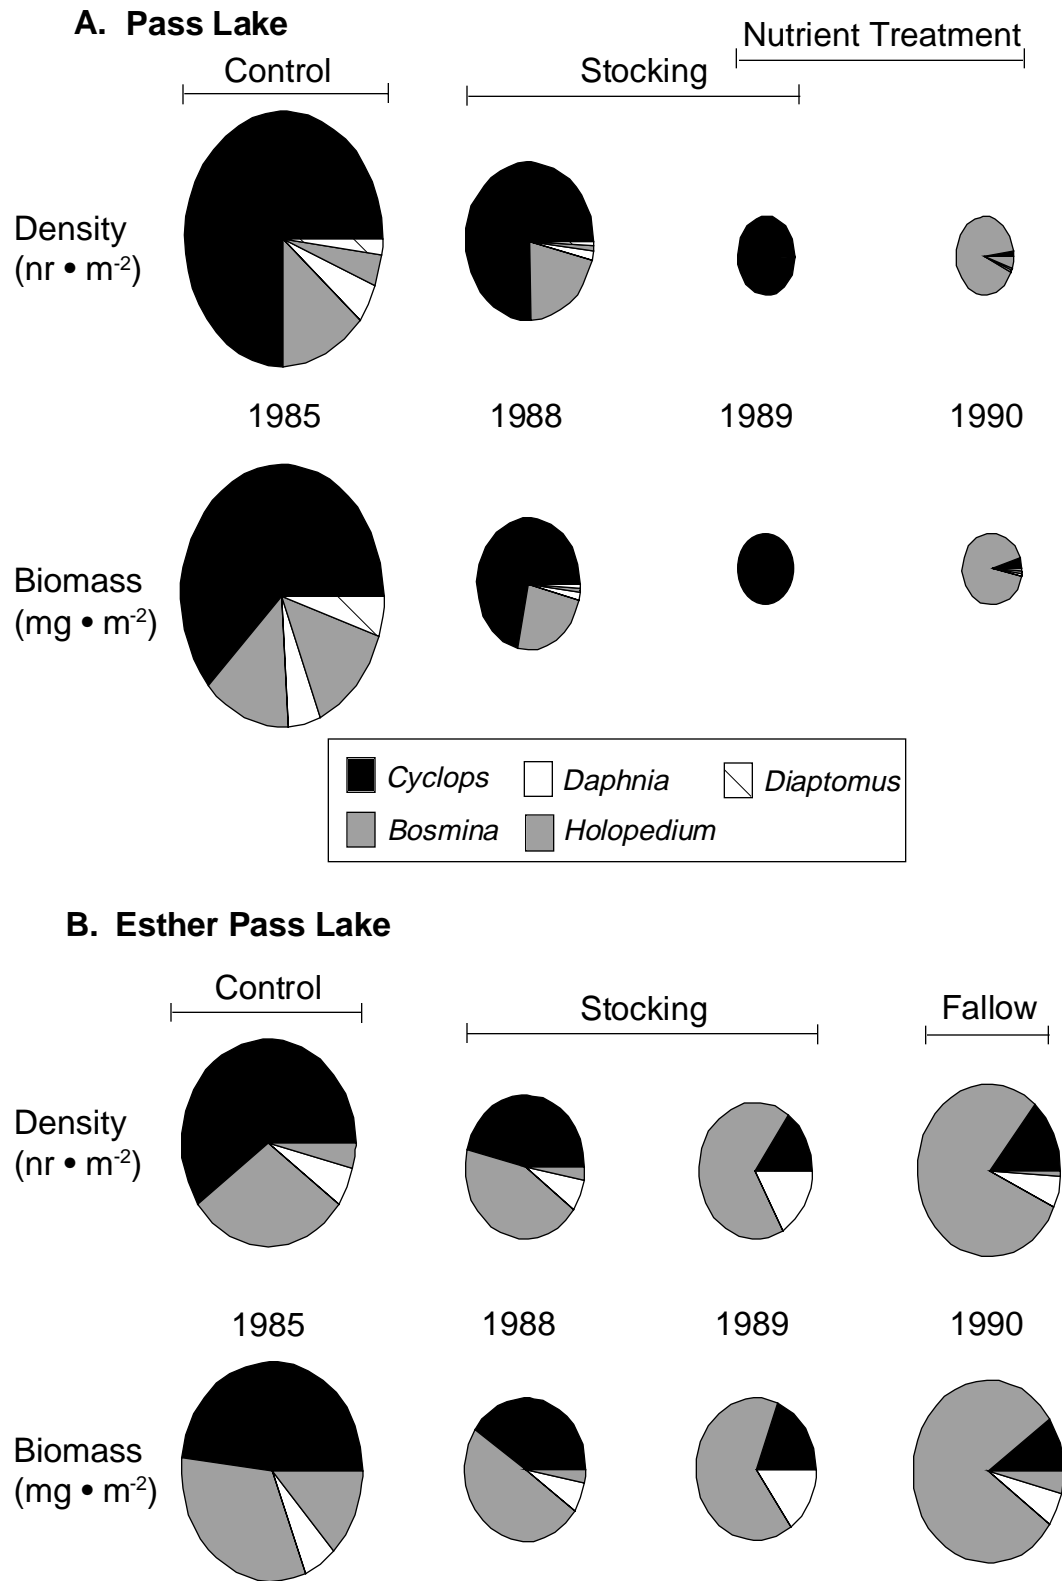 A. Pass Lake
Nutrient Treatment
Control
Stocking
Density
(nr • m-2)
1985
1988
1989
1990
Biomass
(mg • m-2)
Cyclops
Daphnia
Diaptomus
Bosmina
Holopedium
B. Esther Pass Lake
Control
Stocking
Fallow
Density
(nr • m-2)
1985
1988
1989
1990
Biomass
(mg • m-2)